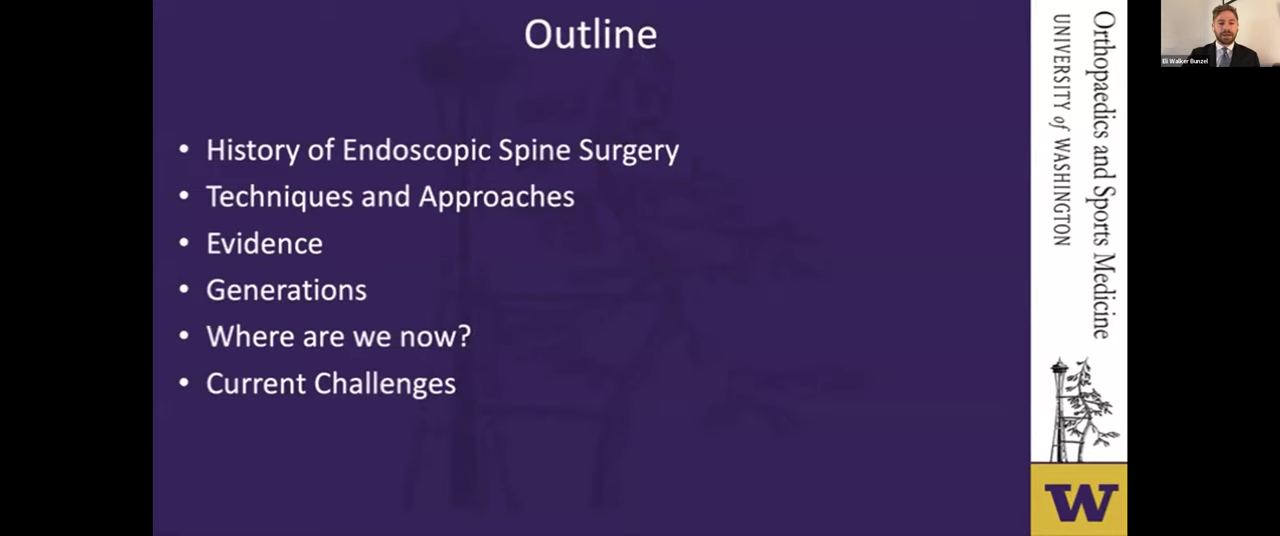 Outline
• History of Endoscopic Spine Surgery
• Techniques and Approaches
• Evidence
• Generations
• Where are we now?
• Current Challenges
Orthopaedics and Sports Medicine
UNIVERSITY of WASHINGTON
W
Eli Walker Bunzel